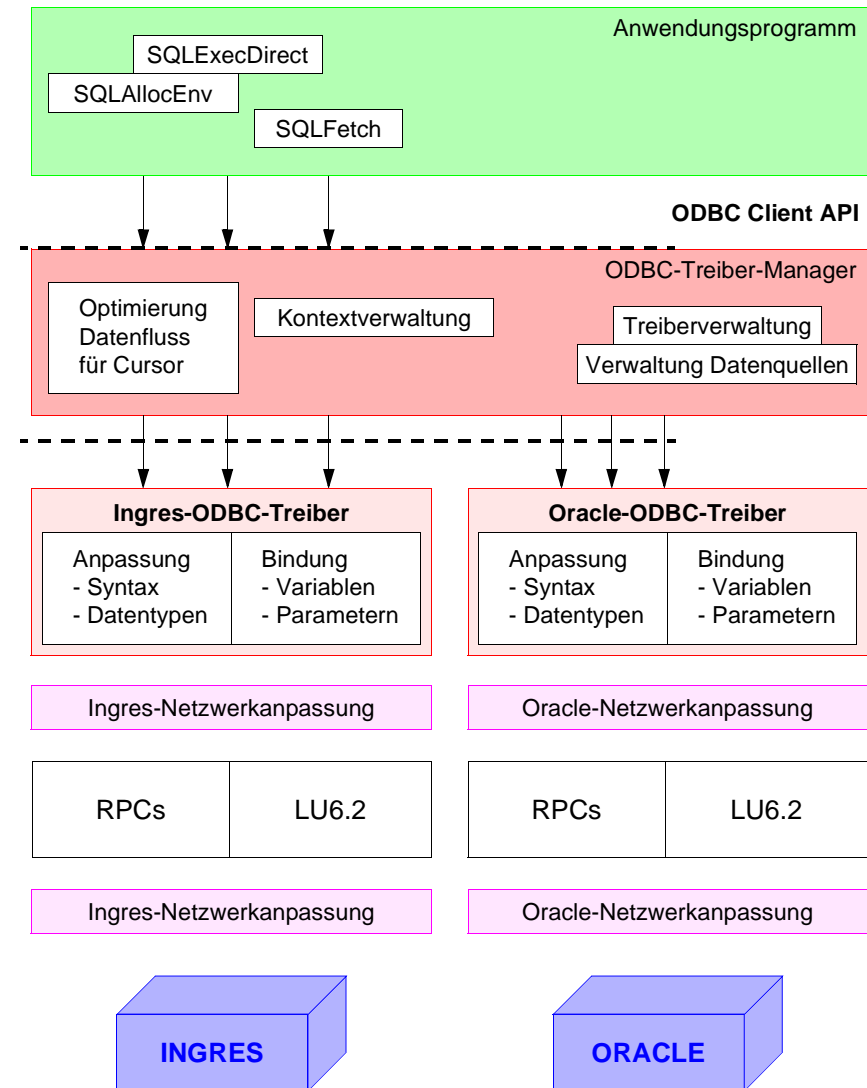 Anwendungsprogramm
SQLExecDirect
SQLAllocEnv
SQLFetch
ODBC Client API
ODBC-Treiber-Manager
Optimierung
Datenfluss
für Cursor
Kontextverwaltung
Treiberverwaltung
Verwaltung Datenquellen
Ingres-ODBC-Treiber
Anpassung
- Syntax
- Datentypen
Bindung
- Variablen
- Parametern
Oracle-ODBC-Treiber
Anpassung
- Syntax
- Datentypen
Bindung
- Variablen
- Parametern
Ingres-Netzwerkanpassung
Oracle-Netzwerkanpassung
RPCs
LU6.2
RPCs
LU6.2
Ingres-Netzwerkanpassung
Oracle-Netzwerkanpassung
INGRES
ORACLE